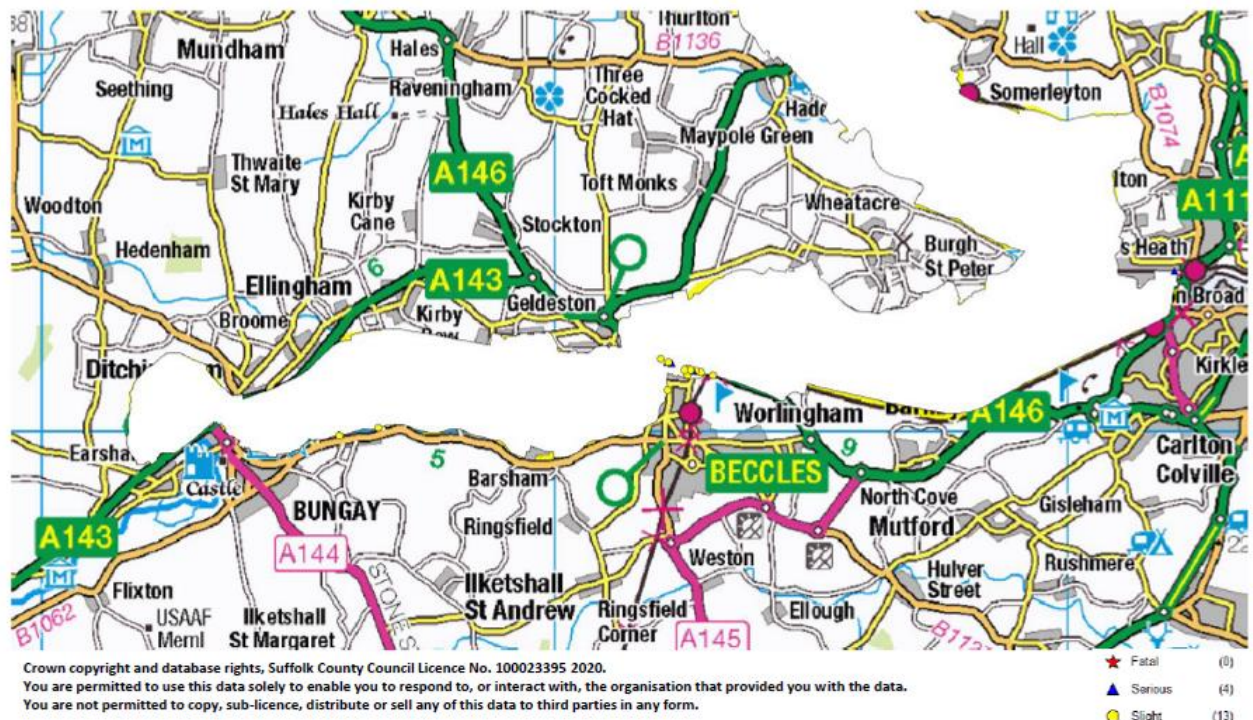 38
Mundham
Hales
Thurlton
B1136
Hall
Seething
Raveningham
Three
Cocked
Hat
Somerleyton
B1074
Hales Hall
Maypole Green
M
Thwaite
St Mary
A146
Toft Monks
lton
Woodton
Kirby
Cane
Stockton
Wheatacre
A111
Hedenham
Burgh
St Peter
s Heath
6
Ellingham
A143
Geldeston
n Broad
Broome
Kirby
Kirkle
Ditchi
m
Worlingham
A146
M
Earsha
5
9
Carlton
Colville
Castle
Barsham
BECCLES
BUNGAY
North Cove
Gisleham
A143
Ringsfield
Mutford
A144
Weston
Hulver
Street
Rushmere
22
M
Flixton
Ilketshall
St Andrew
STONE S
B1062
USAAF
Meml
Ilketshall
St Margaret
Ringsfield
Corner
Ellough
A145
Crown copyright and database rights, Suffolk County Council Licence No. 100023395 2020.
You are permitted to use this data solely to enable you to respond to, or interact with, the organisation that provided you with the data.
You are not permitted to copy, sub-licence, distribute or sell any of this data to third parties in any form.
Fatal (0)
Serious (4)
Slight (13)